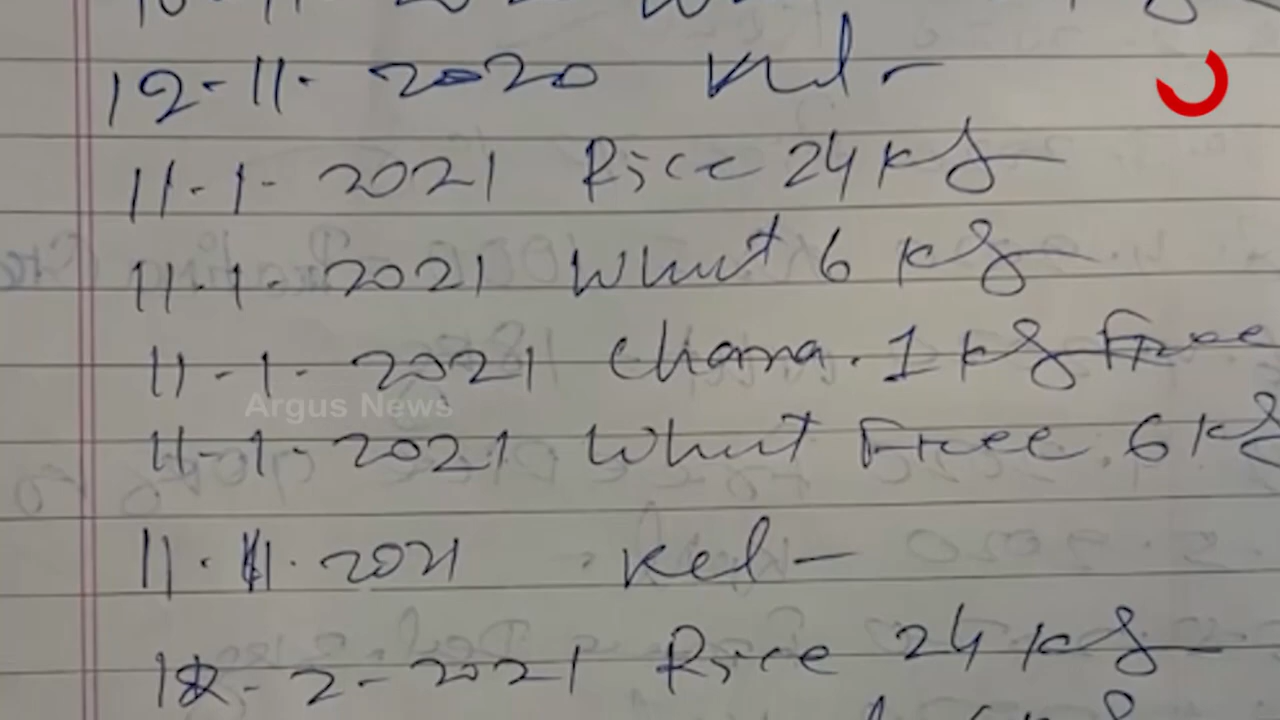 12-11-2020 Kel-
11-1-2021 Rice 24 kg
11-1-2021 Wheat 6 kg
11-1-2021 Chana. 1 kg Free
Argus News
11-1-2021 Wheat Free. 6 kg
11.11.2021 Kel-
12-2-2021 Rice 24 kg